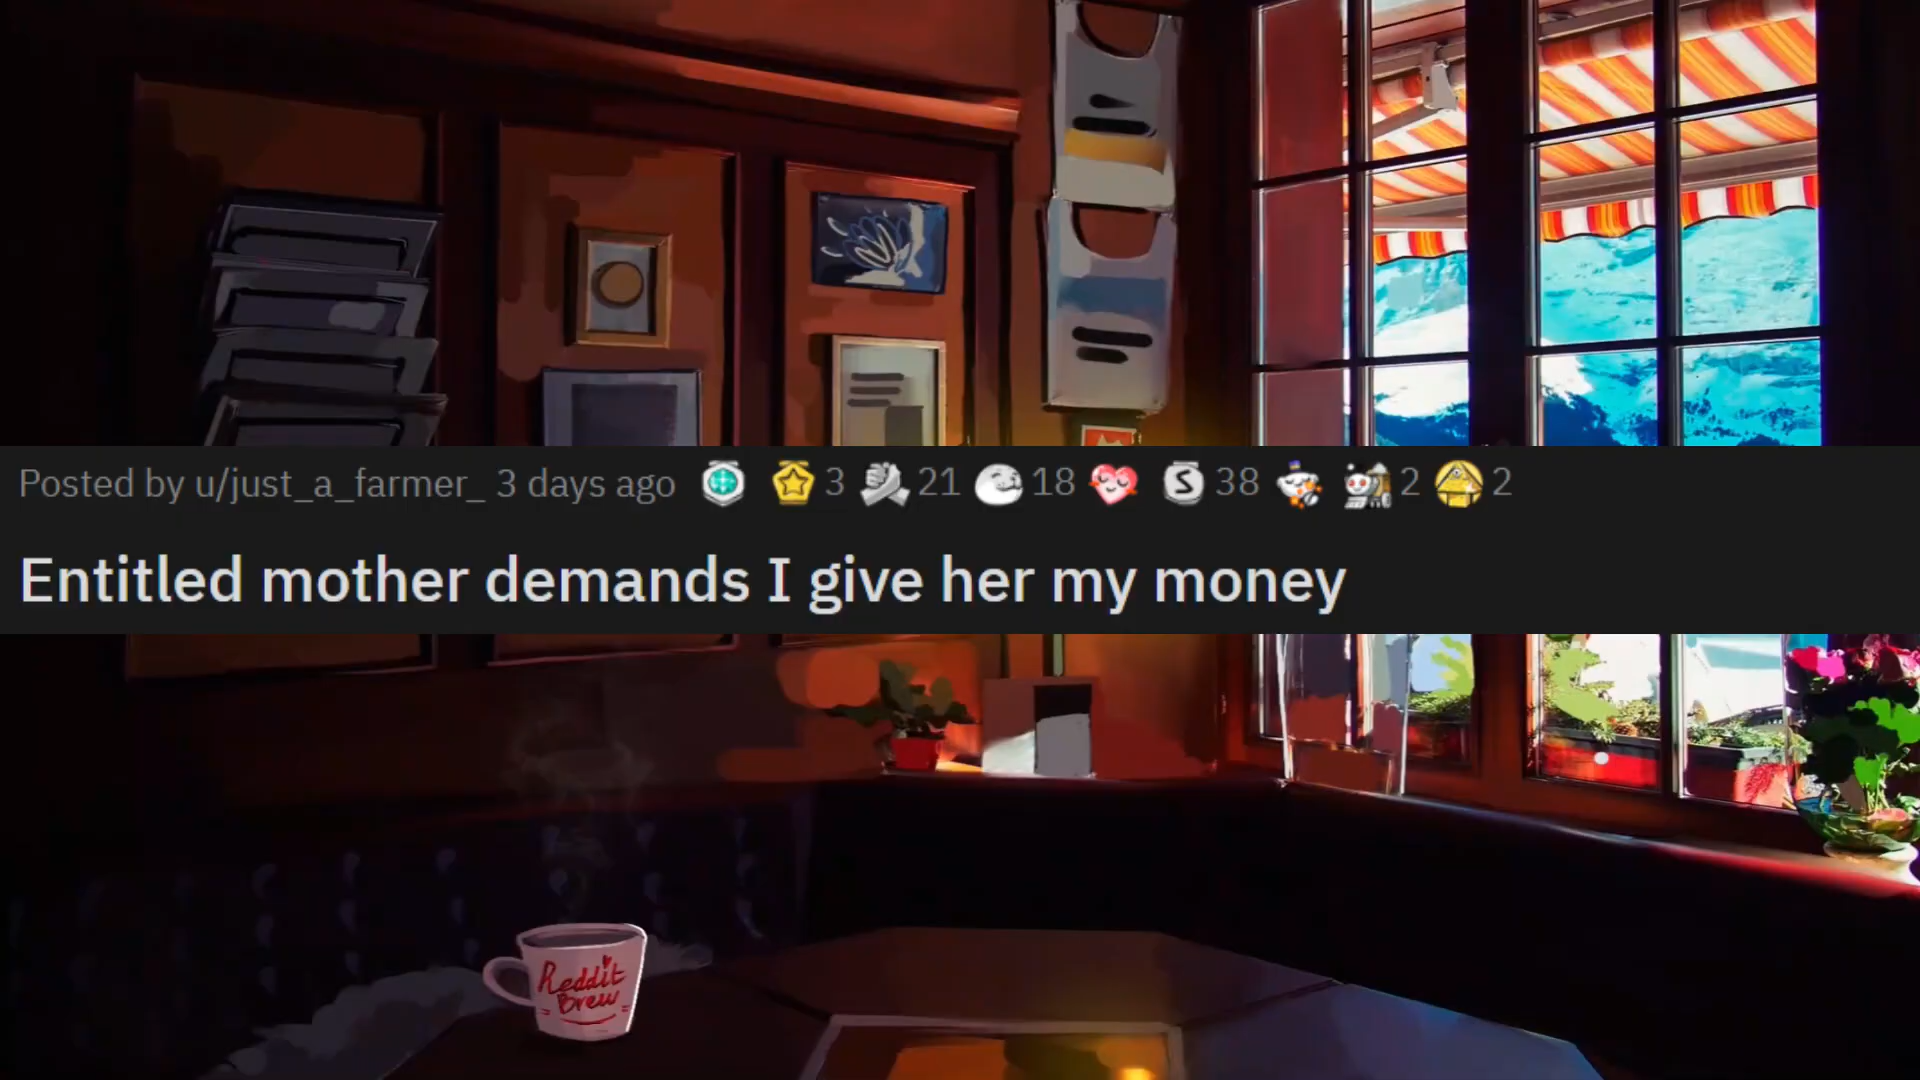 Posted by u/just_a_farmer_ 3 days ago 3 21 18 S 38 2 2
Entitled mother demands I give her my money
Reddit
Brew